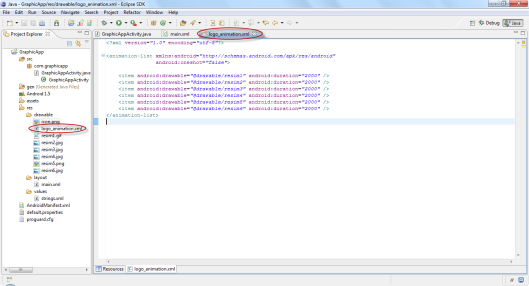 Java - GraphicApp/res/drawable/logo_animation.xml - Eclipse SDK
File Edit Run Source Navigate Search Project Refactor Window Help
Debug Java
Project Explorer
GraphicAppActivity.java main.xml logo_animation.xml
GraphicApp
src
com.graphicapp
GraphicAppActivity.java
GraphicAppActivity
gen [Generated Java Files]
Android 1.5
assets
res
drawable
icon.png
logo_animation.xml
resim1.gif
resim2.jpg
resim3.jpg
resim4.jpg
resim5.png
resim6.jpg
layout
main.xml
values
strings.xml
AndroidManifest.xml
default.properties
proguard.cfg
<?xml version="1.0" encoding="utf-8"?>
<animation-list xmlns:android="http://schemas.android.com/apk/res/android"
android:oneshot="false">
<item android:drawable="@drawable/resim1" android:duration="2000" />
<item android:drawable="@drawable/resim2" android:duration="2000" />
<item android:drawable="@drawable/resim3" android:duration="2000" />
<item android:drawable="@drawable/resim4" android:duration="2000" />
<item android:drawable="@drawable/resim5" android:duration="2000" />
<item android:drawable="@drawable/resim6" android:duration="2000" />
</animation-list>
Resources logo_animation.xml